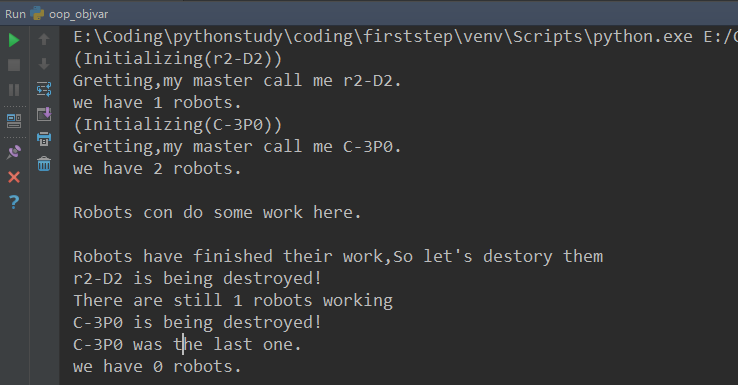 Run oop_objvar
E:\Coding\pythonstudy\coding\firststep\venv\Scripts\python.exe E:/
(Initializing(r2-D2))
Gretting,my master call me r2-D2.
we have 1 robots.
(Initializing(C-3P0))
Gretting,my master call me C-3P0.
we have 2 robots.
Robots con do some work here.
Robots have finished their work,So let's destory them
r2-D2 is being destroyed!
There are still 1 robots working
C-3P0 is being destroyed!
C-3P0 was the last one.
we have 0 robots.